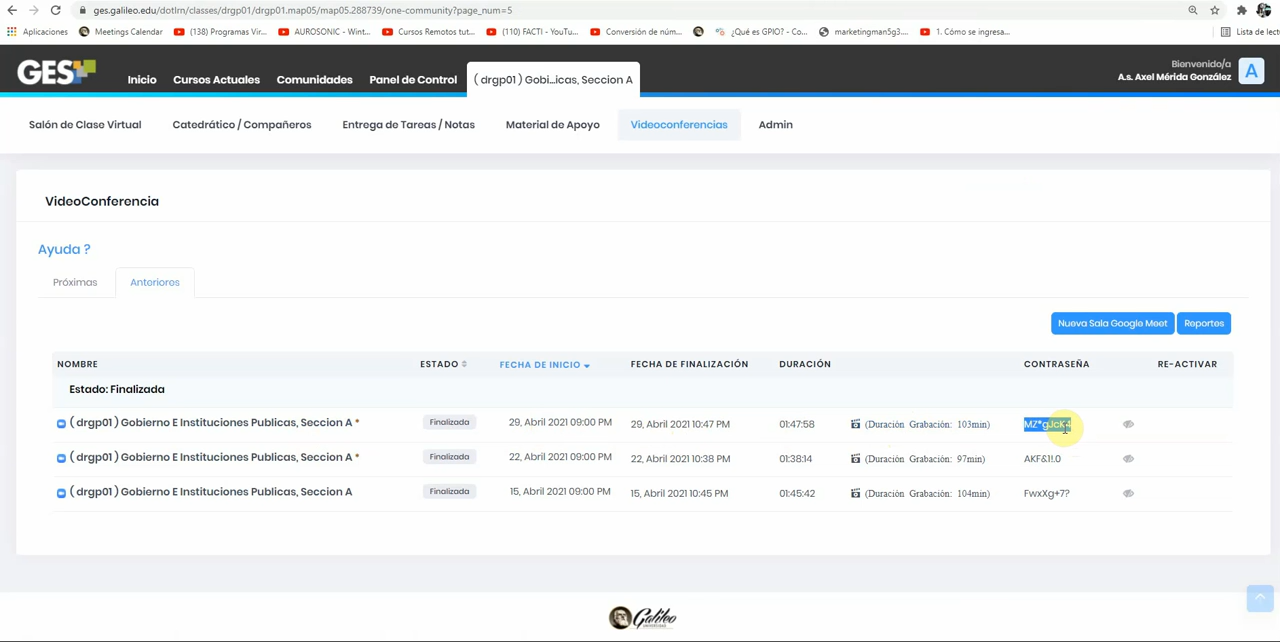 ges.galileo.edu/dotlrn/classes/drgp01/drgp01.map05/map05.288739/one-community?page_num=5
Aplicaciones Meetings Calendar (138) Programas Vir... AUROSONIC - Wint... Cursos Remotos tut... (110) FACTI - YouTu... Conversión de núm... ¿Qué es GPIO? - Co... marketingman5g3.... 1. Cómo se ingresa... Lista de lect
GES
Inicio Cursos Actuales Comunidades Panel de Control ( drgp01 ) Gobi...icas, Seccion A
Bienvenido/a
A.s. Axel Mérida González
A
Salón de Clase Virtual Catedrático / Compañeros Entrega de Tareas / Notas Material de Apoyo Videoconferencias Admin
VideoConferencia
Ayuda ?
Próximas Anteriores
Nueva Sala Google Meet Reportes
NOMBRE ESTADO FECHA DE INICIO FECHA DE FINALIZACIÓN DURACIÓN CONTRASEÑA RE-ACTIVAR
Estado: Finalizada
( drgp01 ) Gobierno E Instituciones Publicas, Seccion A * Finalizada 29, Abril 2021 09:00 PM 29, Abril 2021 10:47 PM 01:47:58 (Duración Grabación: 103min) MZ*gJcK4
( drgp01 ) Gobierno E Instituciones Publicas, Seccion A * Finalizada 22, Abril 2021 09:00 PM 22, Abril 2021 10:38 PM 01:38:14 (Duración Grabación: 97min) AKF&1!.0
( drgp01 ) Gobierno E Instituciones Publicas, Seccion A Finalizada 15, Abril 2021 09:00 PM 15, Abril 2021 10:45 PM 01:45:42 (Duración Grabación: 104min) FwxXg+7?
Galileo
UNIVERSIDAD